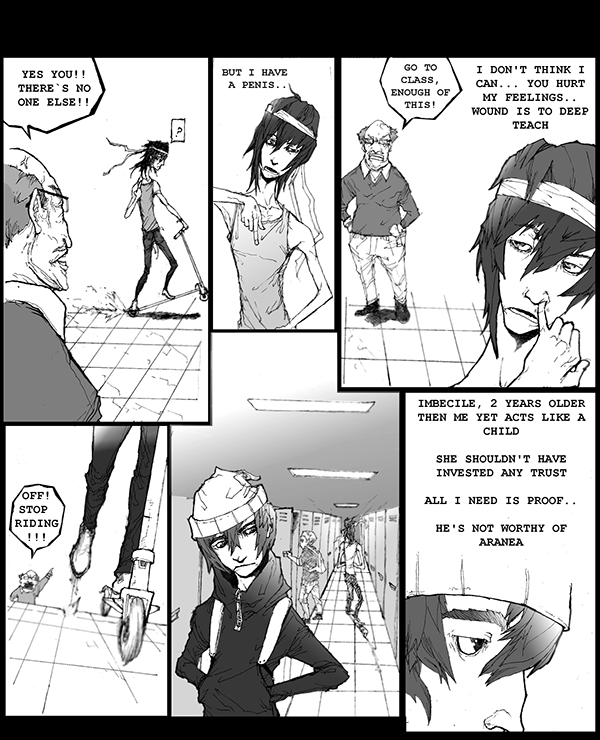 YES YOU!!
THERE`S NO
ONE ELSE!!
?
BUT I HAVE
A PENIS..
GO TO
CLASS,
ENOUGH OF
THIS!
I DON'T THINK I
CAN... YOU HURT
MY FEELINGS..
WOUND IS TO DEEP
TEACH
OFF!
STOP
RIDING
!!!
IMBECILE, 2 YEARS OLDER
THEN ME YET ACTS LIKE A
CHILD
SHE SHOULDN'T HAVE
INVESTED ANY TRUST
ALL I NEED IS PROOF..
HE'S NOT WORTHY OF
ARANEA